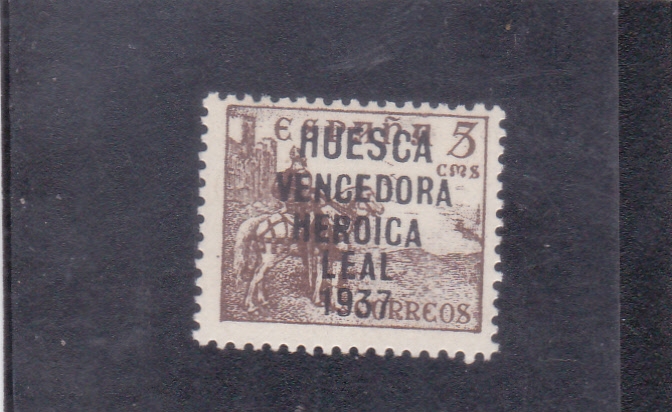 ESPAÑA 5
CMS
HUESCA
VENCEDORA
HEROICA
LEAL
1937
CORREOS